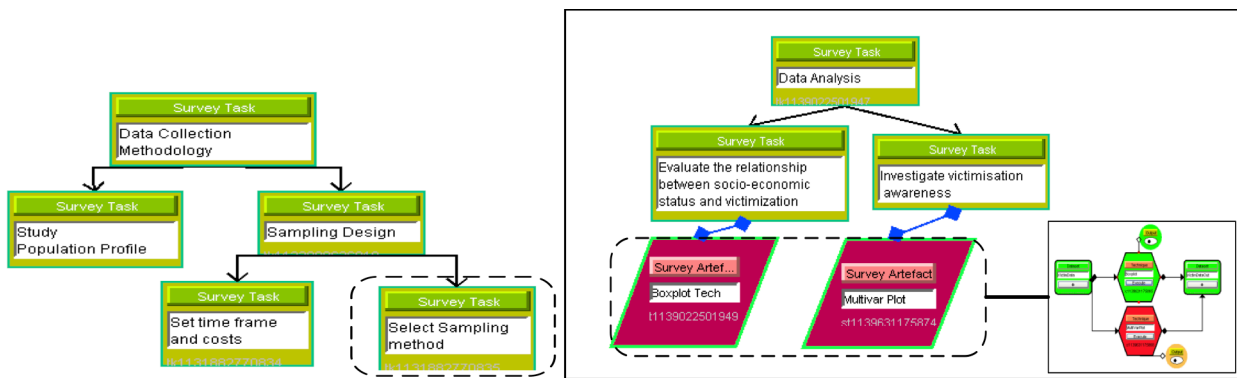 Survey Task
Data Collection
Methodology
Survey Task
Study
Population Profile
Survey Task
Sampling Design
Survey Task
Set time frame
and costs
Survey Task
Select Sampling
method
Survey Task
Data Analysis
Survey Task
Evaluate the relationship
between socio-economic
status and victimization
Survey Task
Investigate victimisation
awareness
Survey Artef...
Boxplot Tech
t1139022501949
Survey Artefact
Multivar Plot
st1139631175874